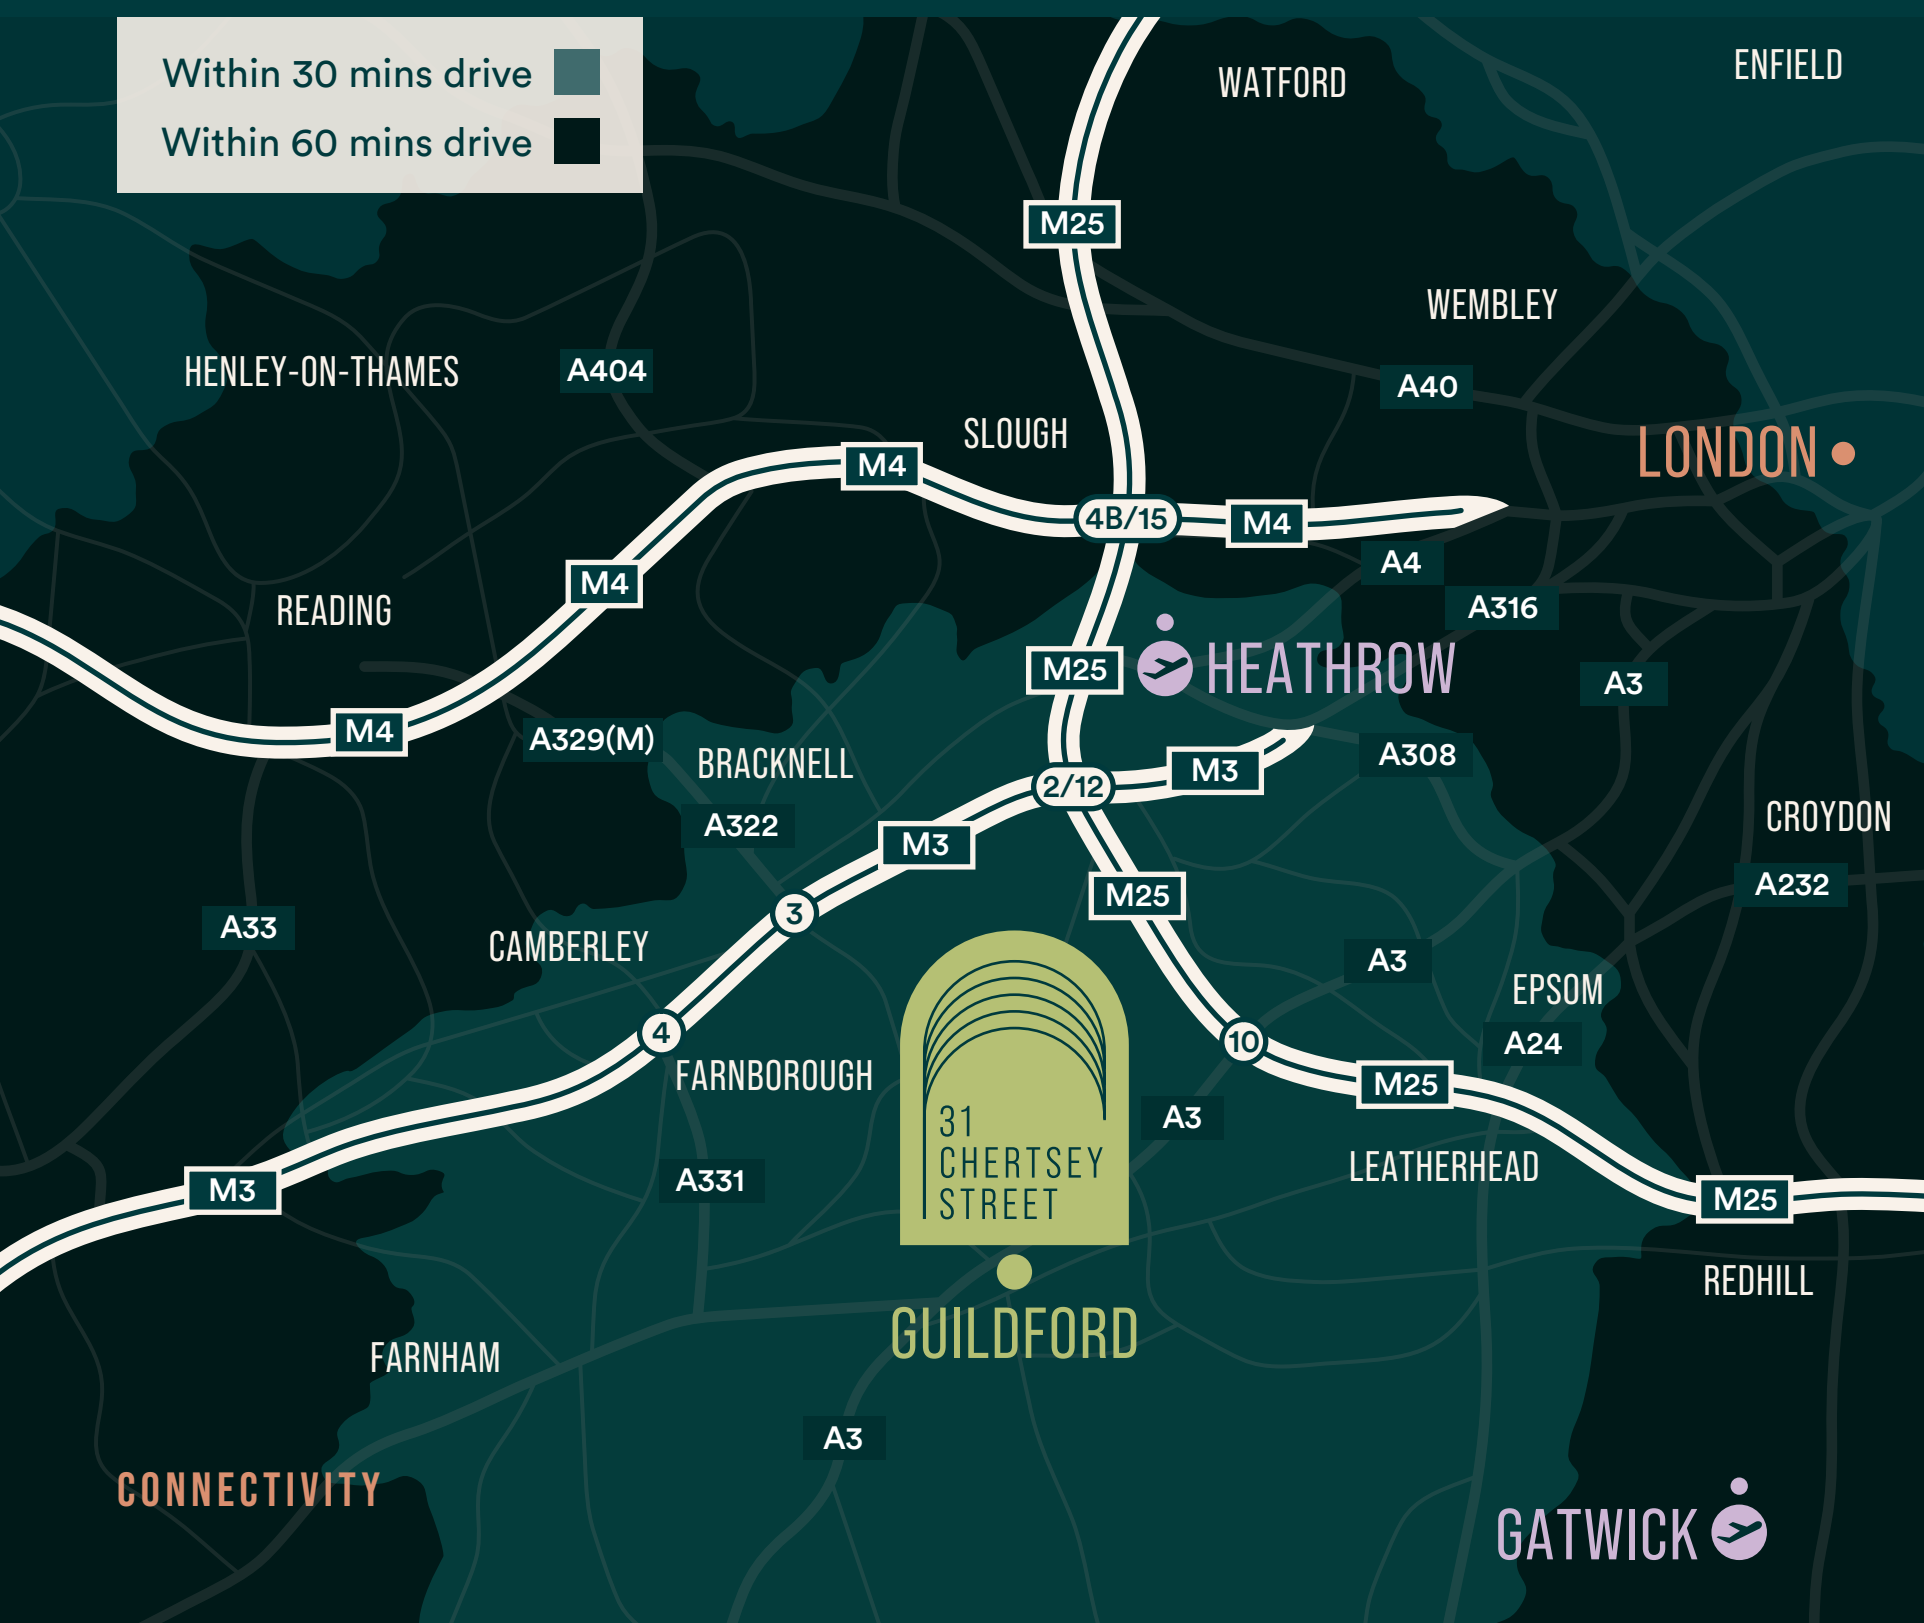 Within 30 mins drive
Within 60 mins drive
WATFORD
ENFIELD
M25
WEMBLEY
HENLEY-ON-THAMES
A404
A40
SLOUGH
LONDON
M4
4B/15
M4
A4
M4
A316
READING
HEATHROW
M25
A3
M4
A329(M)
BRACKNELL
A308
M3
2/12
CROYDON
A322
M3
A232
M25
3
A33
CAMBERLEY
A3
EPSOM
4
10
A24
FARNBOROUGH
M25
31
CHERTSEY
STREET
A3
LEATHERHEAD
A331
M3
M25
REDHILL
GUILDFORD
FARNHAM
A3
CONNECTIVITY
GATWICK